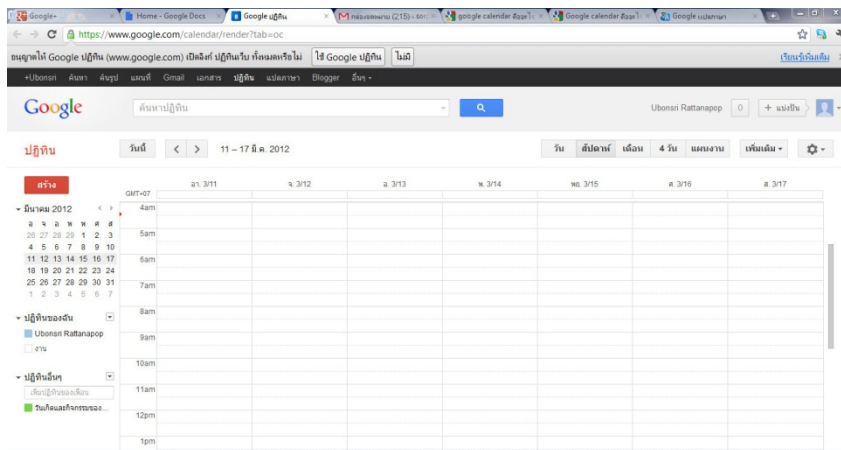 Google+
Home - Google Docs
Google ปฏิทิน
google calendar คืออะไร
Google calendar คืออะไร
https://www.google.com/calendar/render?tab=oc
อนุญาตให้ Google ปฏิทิน (www.google.com) เปิดลิงก์ ปฏิทินเว็บ ทั้งหมดหรือไม่ ใช้ Google ปฏิทิน ไม่มี เรียนรู้เพิ่มเติม
+Ubonsri ค้นหา ค้นรูป แผนที่ Gmail เอกสาร ปฏิทิน แปลภาษา Blogger อื่นๆ
Google ค้นหาปฏิทิน Ubonsri Rattanapop 0 + แบ่งปัน
ปฏิทิน วันนี้ < > 11 – 17 มี.ค. 2012 วัน สัปดาห์ เดือน 4 วัน แผนงาน เพิ่มเติม
สร้าง
อา. 3/11 จ. 3/12 อ. 3/13 พ. 3/14 พฤ. 3/15 ศ. 3/16 ส. 3/17
GMT+07
มีนาคม 2012 < >
อ จ อ พ พ ศ ส
26 27 28 29 1 2 3
4 5 6 7 8 9 10
11 12 13 14 15 16 17
18 19 20 21 22 23 24
25 26 27 28 29 30 31
1 2 3 4 5 6 7
ปฏิทินของฉัน
Ubonsri Rattanapop
งาน
ปฏิทินอื่นๆ
เพิ่มปฏิทินของเพื่อน
วันเกิดและกิจกรรมของ...
4am
5am
6am
7am
8am
9am
10am
11am
12pm
1pm